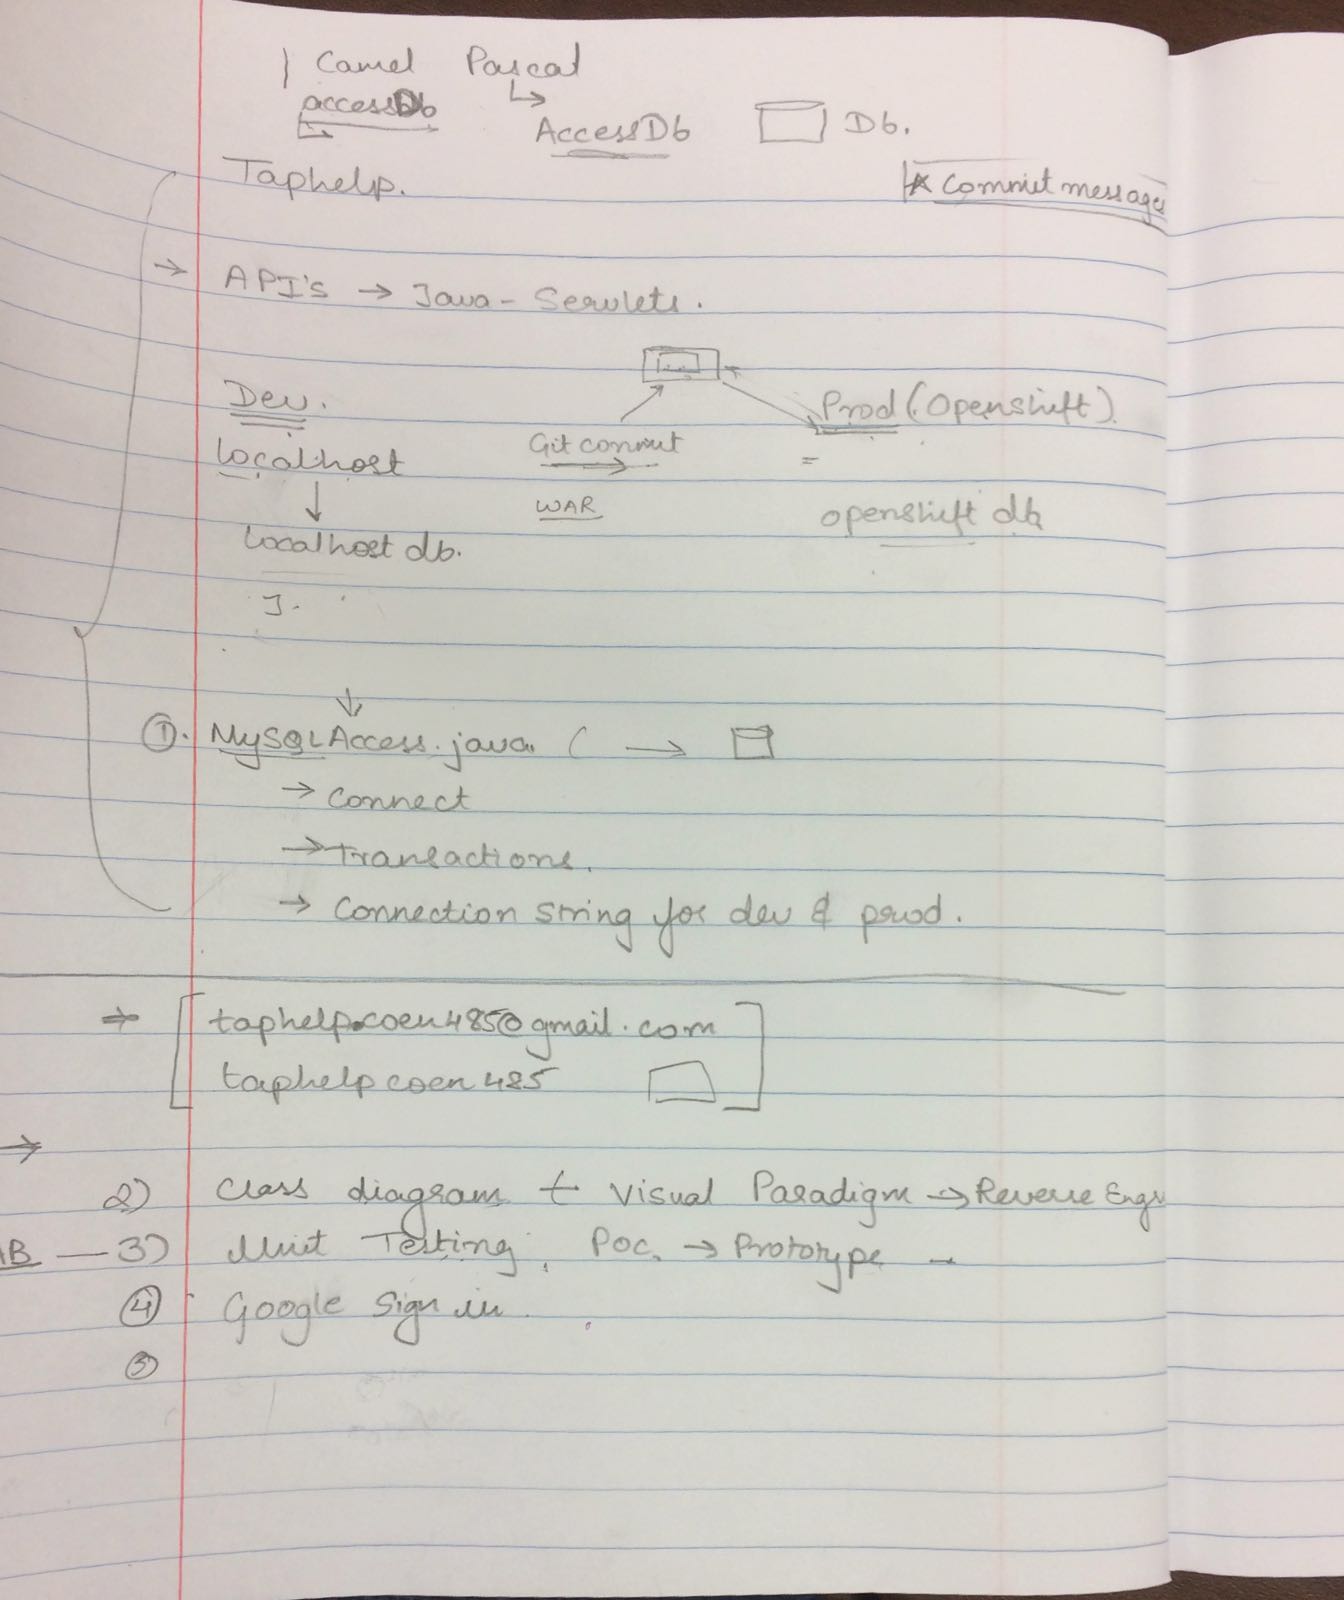 Camel Pascal
accessDb
AccessDb Db.
Taphelp.
* Commit messages
→ API's → Java - Servlets.
Dev. Prod (Openshift)
localhost Git commit =
WAR openshift db
localhost db.
I.
①. MySQLAccess.java ( →
→ Connect
→ Transactions.
→ Connection String for dev & prod.
→ taphelp.coen485@gmail.com
taphelpcoen485
→
2) Class diagram + Visual Paradigm → Reverse Engr
AB — 3) Unit Testing, POC. → Prototype –
④ Google Sign in.
⑤